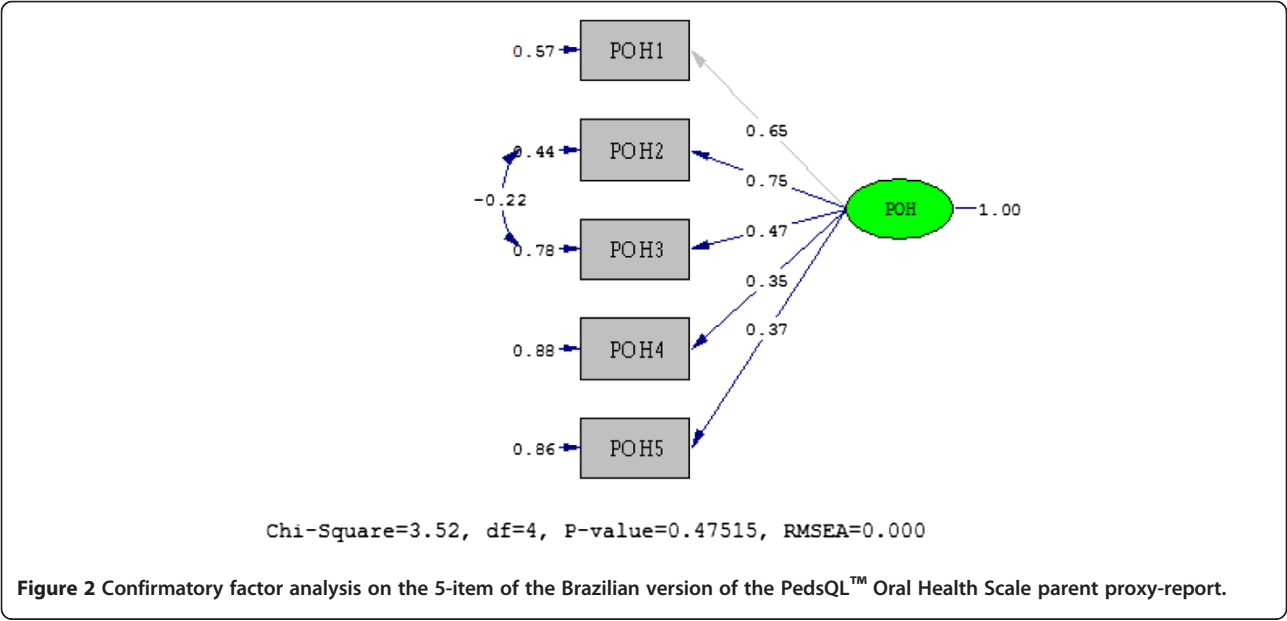 0.57 POH1
0.65
0.44 POH2
0.75
-0.22
POH 1.00
0.47
0.78 POH3
0.35
0.37
0.88 POH4
0.86 POH5
Chi-Square=3.52, df=4, P-value=0.47515, RMSEA=0.000
Figure 2 Confirmatory factor analysis on the 5-item of the Brazilian version of the PedsQL™ Oral Health Scale parent proxy-report.